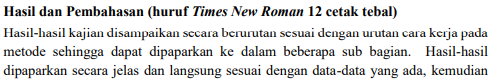 Hasil dan Pembahasan (huruf Times New Roman 12 cetak tebal)
Hasil-hasil kajian disampaikan secara berurutan sesuai dengan urutan cara kerja pada
metode sehingga dapat dipaparkan ke dalam beberapa sub bagian. Hasil-hasil
dipaparkan secara jelas dan langsung sesuai dengan data-data yang ada, kemudian